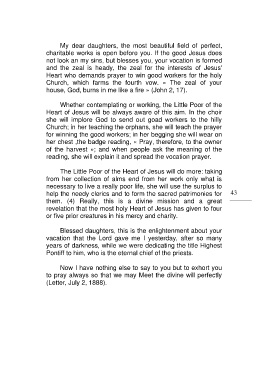 My dear daughters, the most beautiful field of perfect,
charitable works is open before you. If the good Jesus does
not look an my sins, but blesses you, your vocation is formed
and the zeal is heady, the zeal for the interests of Jesus'
Heart who demands prayer to win good workers for the holy
Church, which farms the fourth vow. « The zeal of your
house, God, burns in me like a fire » (John 2, 17).
Whether contemplating or working, the Little Poor of the
Heart of Jesus will be always aware of this aim. In the choir
she will implore God to send out goad workers to the hilly
Church; in her teaching the orphans, she will teach the prayer
for winning the good workers; in her begging she will wean on
her chest ,the badge reading, « Pray, therefore, to the owner
of the harvest »; and when people ask the meaning of the
reading, she will explain it and spread the vocation prayer.
The Little Poor of the Heart of Jesus will do more: taking
from her collection of alms end from her work only what is
necessary to live a really poor life, she will use the surplus to
help the needy clerics and to form the sacred patrimonies for
them. (4) Really, this is a divine mission and a great
revelation that the most holy Heart of Jesus has given to four
or five prior creatures in his mercy and charity.
43
Blessed daughters, this is the enlightenment about your
vocation that the Lord gave me I yesterday, after so many
years of darkness, while we were dedicating the title Highest
Pontiff to him, who is the eternal chief of the priests.
Now I have nothing else to say to you but to exhort you
to pray always so that we may Meet the divine will perfectly
(Letter, July 2, 1888).